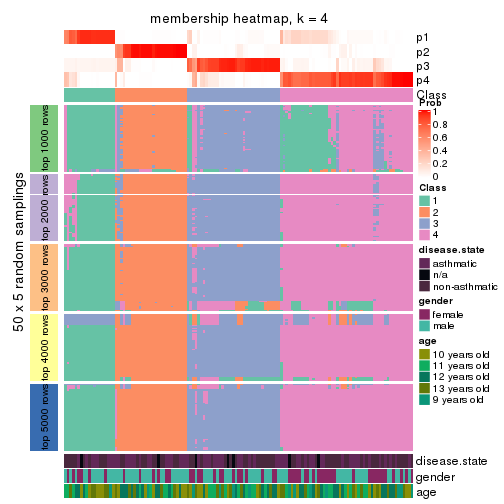 membership heatmap, k = 4
p1
p2
p3
p4
Class
50 x 5 random samplings
top 1000 rows
top 2000 rows
top 3000 rows
top 4000 rows
top 5000 rows
disease.state
gender
age
Prob
1
0.8
0.6
0.4
0.2
0
Class
1
2
3
4
disease.state
asthmatic
n/a
non-asthmatic
gender
female
male
age
10 years old
11 years old
12 years old
13 years old
9 years old